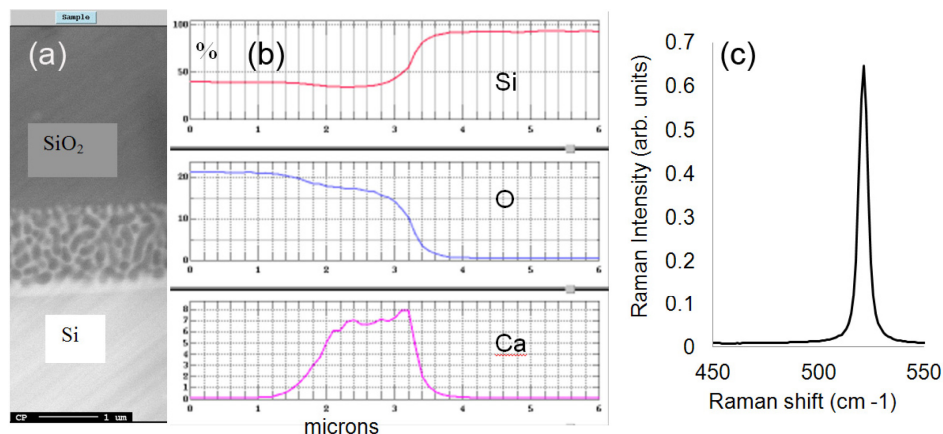 Sample
(a)
SiO₂
Si
CP 1 um
(b)
%
100
50
0
0 1 2 3 4 5 6
Si
20
10
0
0 1 2 3 4 5 6
O
8
7
6
5
4
3
2
1
0
0 1 2 3 4 5 6
Ca
microns
(c)
Raman Intensity (arb. units)
0.7
0.6
0.5
0.4
0.3
0.2
0.1
0
450 500 550
Raman shift (cm -1)